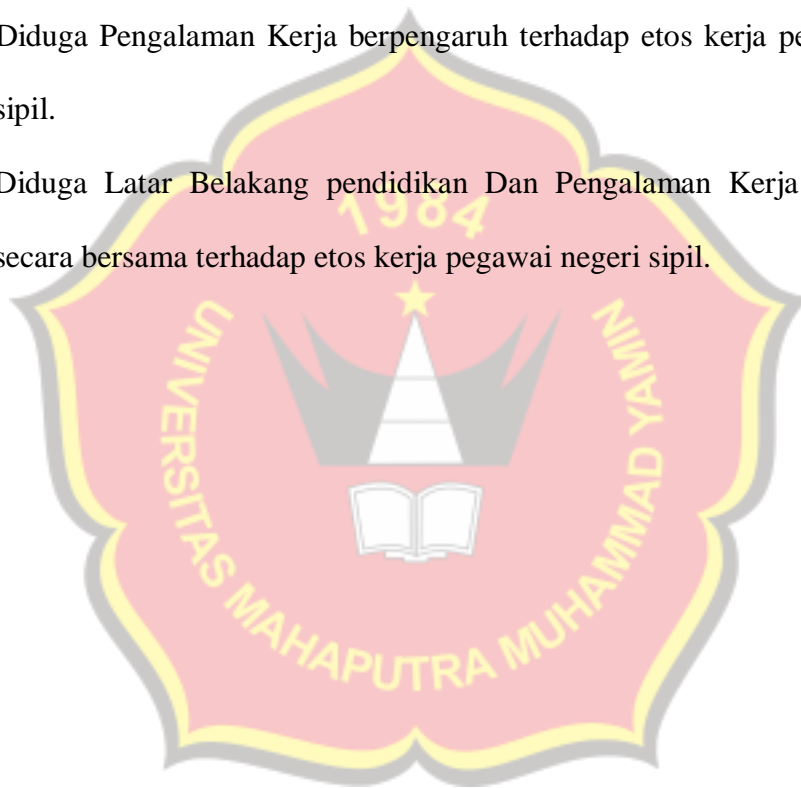 Diduga Pengalaman Kerja berpengaruh terhadap etos kerja
sipil.
Diduga Latar Belakang pendidikan Dan Pengalaman Kerja
1984
secara bersama terhadap etos kerja pegawai negeri sipil.
UNIVERSITAS MAHAPUTRA MUHAMMAD YAMIN